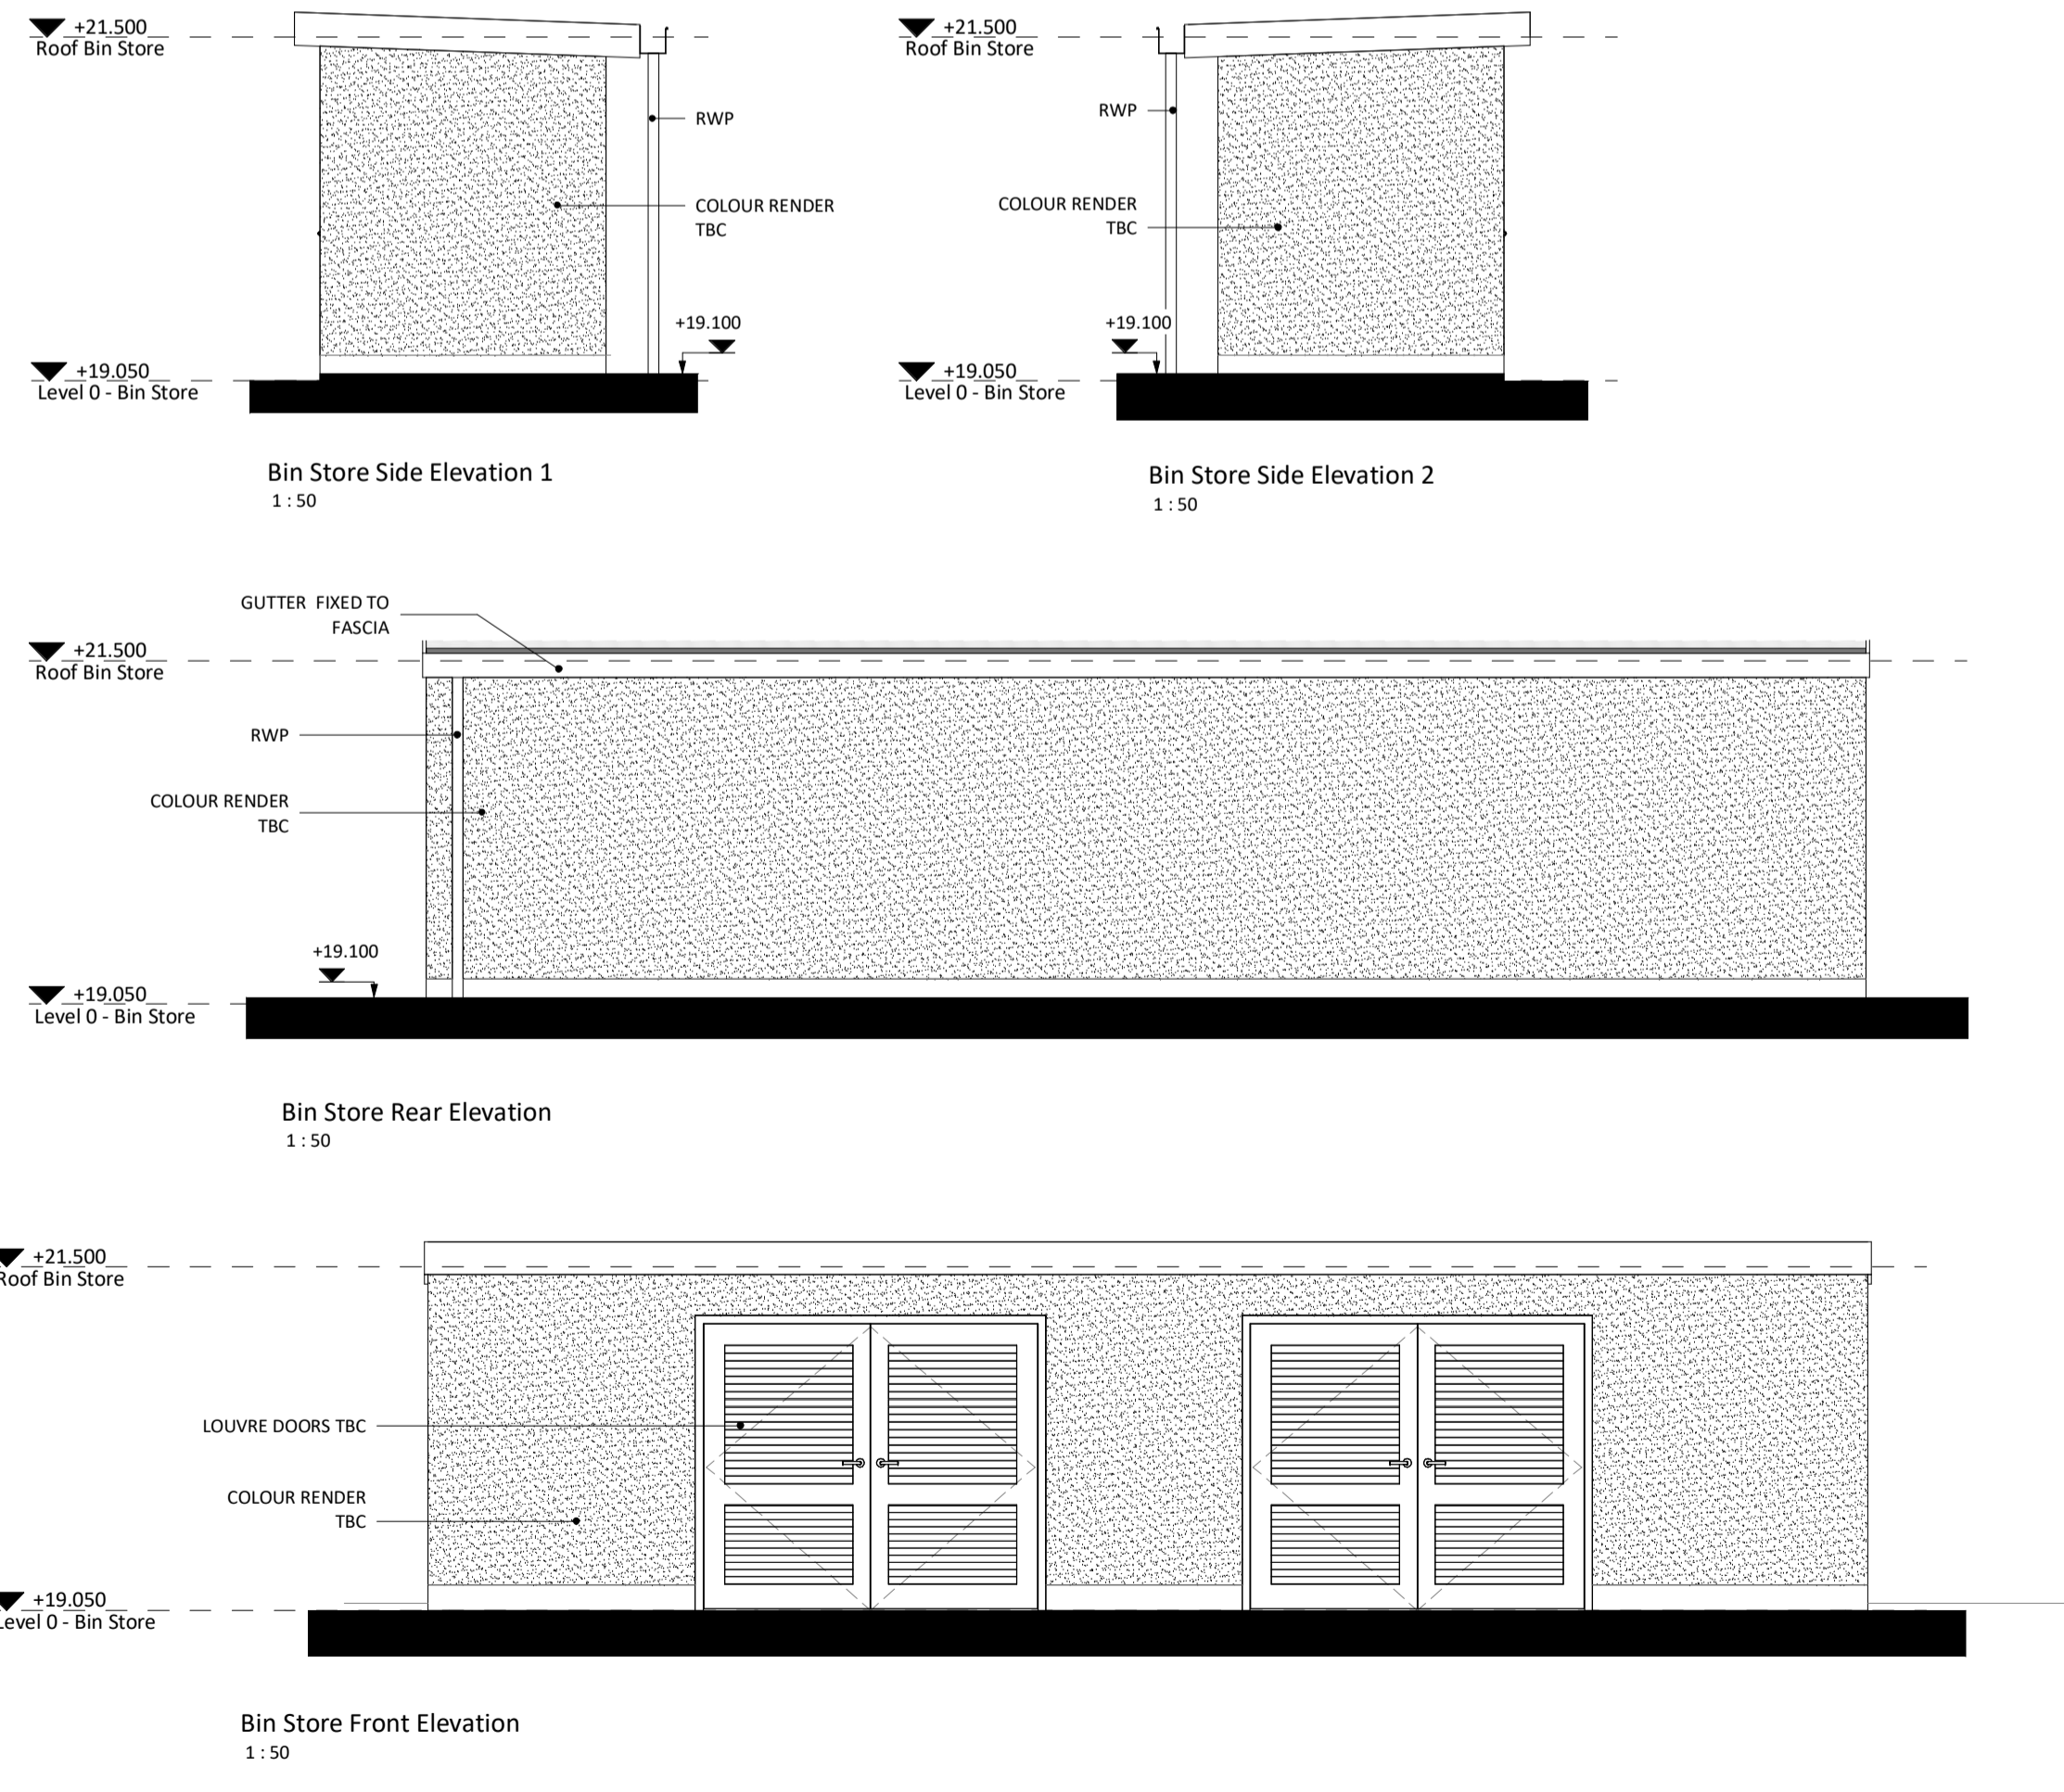 +21.500
Roof Bin Store
RWP
COLOUR RENDER
TBC
+19.100
+19.050
Level 0 - Bin Store
Bin Store Side Elevation 1
1 : 50
+21.500
Roof Bin Store
RWP
COLOUR RENDER
TBC
+19.100
+19.050
Level 0 - Bin Store
Bin Store Side Elevation 2
1 : 50
GUTTER FIXED TO
FASCIA
+21.500
Roof Bin Store
RWP
COLOUR RENDER
TBC
+19.100
+19.050
Level 0 - Bin Store
Bin Store Rear Elevation
1 : 50
+21.500
Roof Bin Store
LOUVRE DOORS TBC
COLOUR RENDER
TBC
+19.050
Level 0 - Bin Store
Bin Store Front Elevation
1 : 50